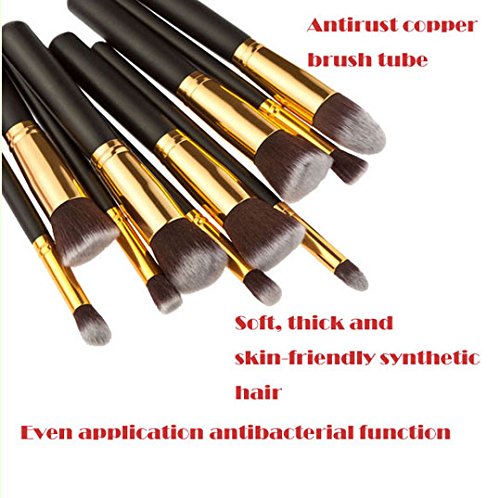 Antirust copper
brush tube
Soft, thick and
skin-friendly synthetic
hair
Even application antibacterial function